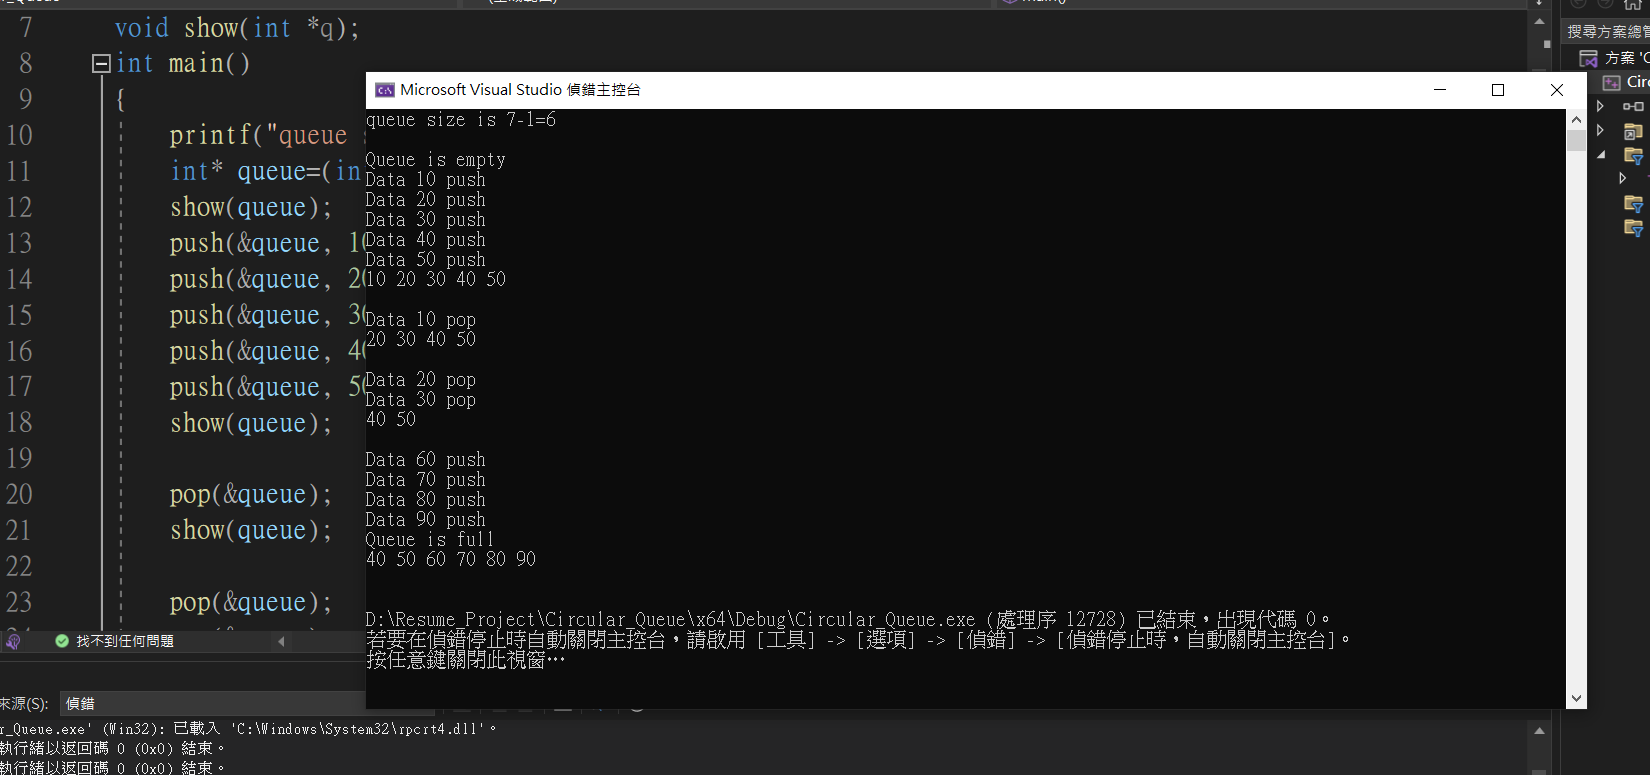 7 void show(int *q);
8 int main()
9 {
10 printf("queue
11 int* queue=(in
12 show(queue);
13 push(&queue, 10
14 push(&queue, 20
15 push(&queue, 30
16 push(&queue, 40
17 push(&queue, 50
18 show(queue);
19
20 pop(&queue);
21 show(queue);
22
23 pop(&queue);
找不到任何問題
來源(S): 偵錯
r_Queue.exe' (Win32): 已載入 'C:\Windows\System32\rpcrt4.dll'。
執行緒以返回碼 0 (0x0) 結束。
執行緒以返回碼 0 (0x0) 結束。
Microsoft Visual Studio 偵錯主控台
queue size is 7-1=6
Queue is empty
Data 10 push
Data 20 push
Data 30 push
Data 40 push
Data 50 push
10 20 30 40 50
Data 10 pop
20 30 40 50
Data 20 pop
Data 30 pop
40 50
Data 60 push
Data 70 push
Data 80 push
Data 90 push
Queue is full
40 50 60 70 80 90
D:\Resume_Project\Circular_Queue\x64\Debug\Circular_Queue.exe (處理序 12728) 已結束，出現代碼 0。
若要在偵錯停止時自動關閉主控台，請啟用 [工具] -> [選項] -> [偵錯] -> [偵錯停止時，自動關閉主控台]。
按任意鍵關閉此視窗…
搜尋方案總管
方案 'C
Circ